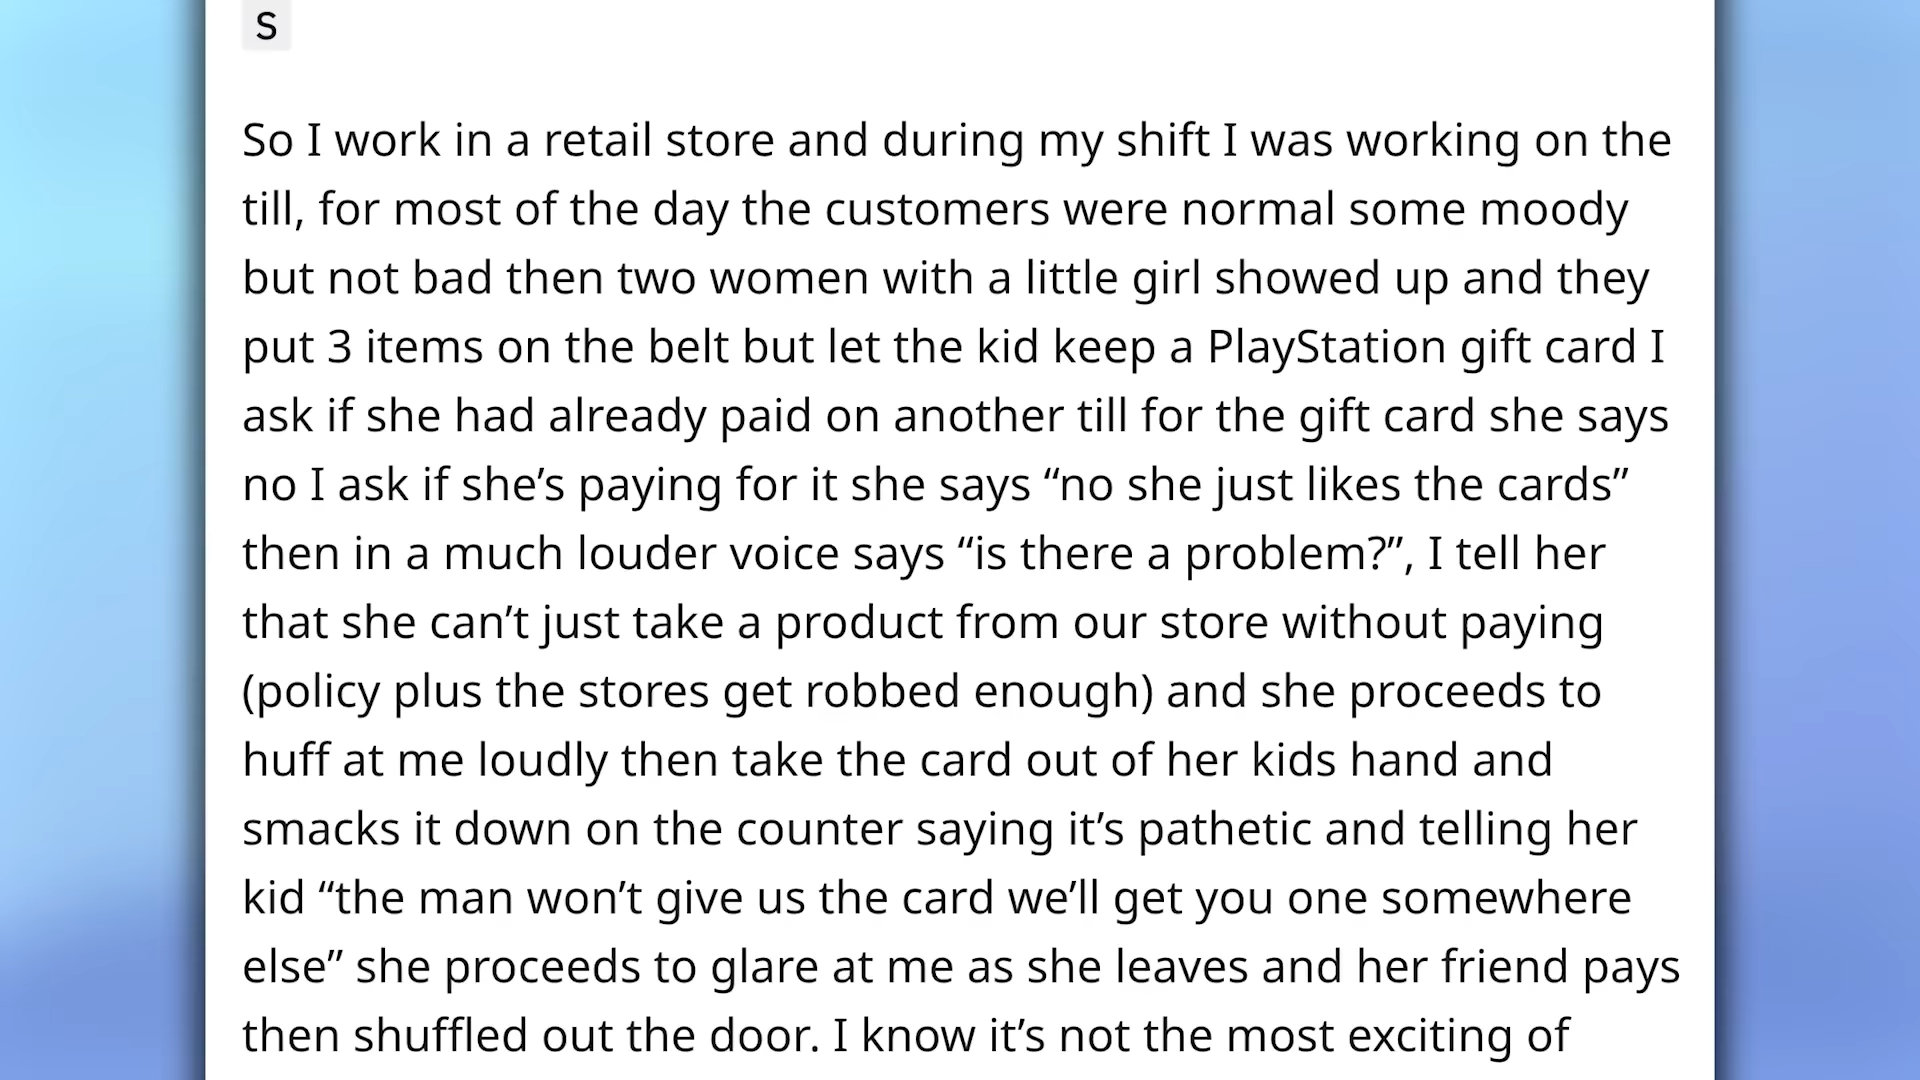 S
So I work in a retail store and during my shift I was working on the
till, for most of the day the customers were normal some moody
but not bad then two women with a little girl showed up and they
put 3 items on the belt but let the kid keep a PlayStation gift card I
ask if she had already paid on another till for the gift card she says
no I ask if she’s paying for it she says “no she just likes the cards”
then in a much louder voice says “is there a problem?”, I tell her
that she can’t just take a product from our store without paying
(policy plus the stores get robbed enough) and she proceeds to
huff at me loudly then take the card out of her kids hand and
smacks it down on the counter saying it’s pathetic and telling her
kid “the man won’t give us the card we’ll get you one somewhere
else” she proceeds to glare at me as she leaves and her friend pays
then shuffled out the door. I know it’s not the most exciting of